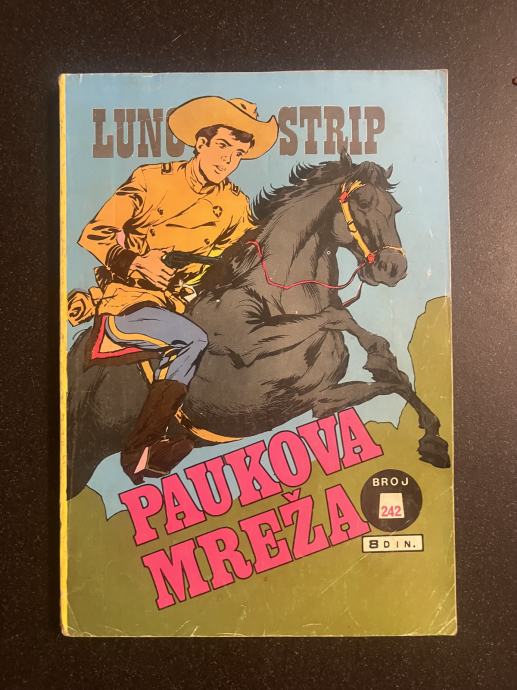 LUNO STRIP
PAUKOVA
MREŽA
BROJ
242
8 DIN.